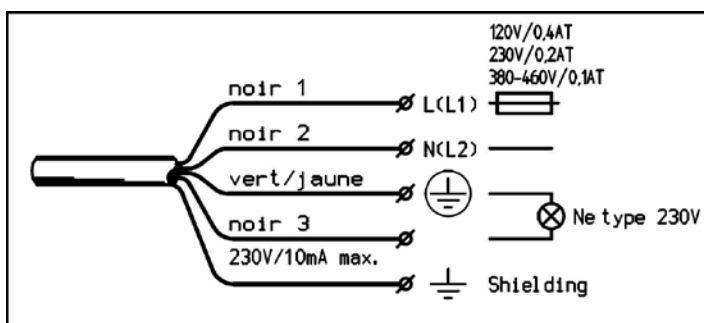 120V/0,4AT
230V/0,2AT
380-460V/0,1AT
noir 1
L(L1)
noir 2
N(L2)
vert/jaune
noir 3
Ne type 230V
230V/10mA max.
Shielding